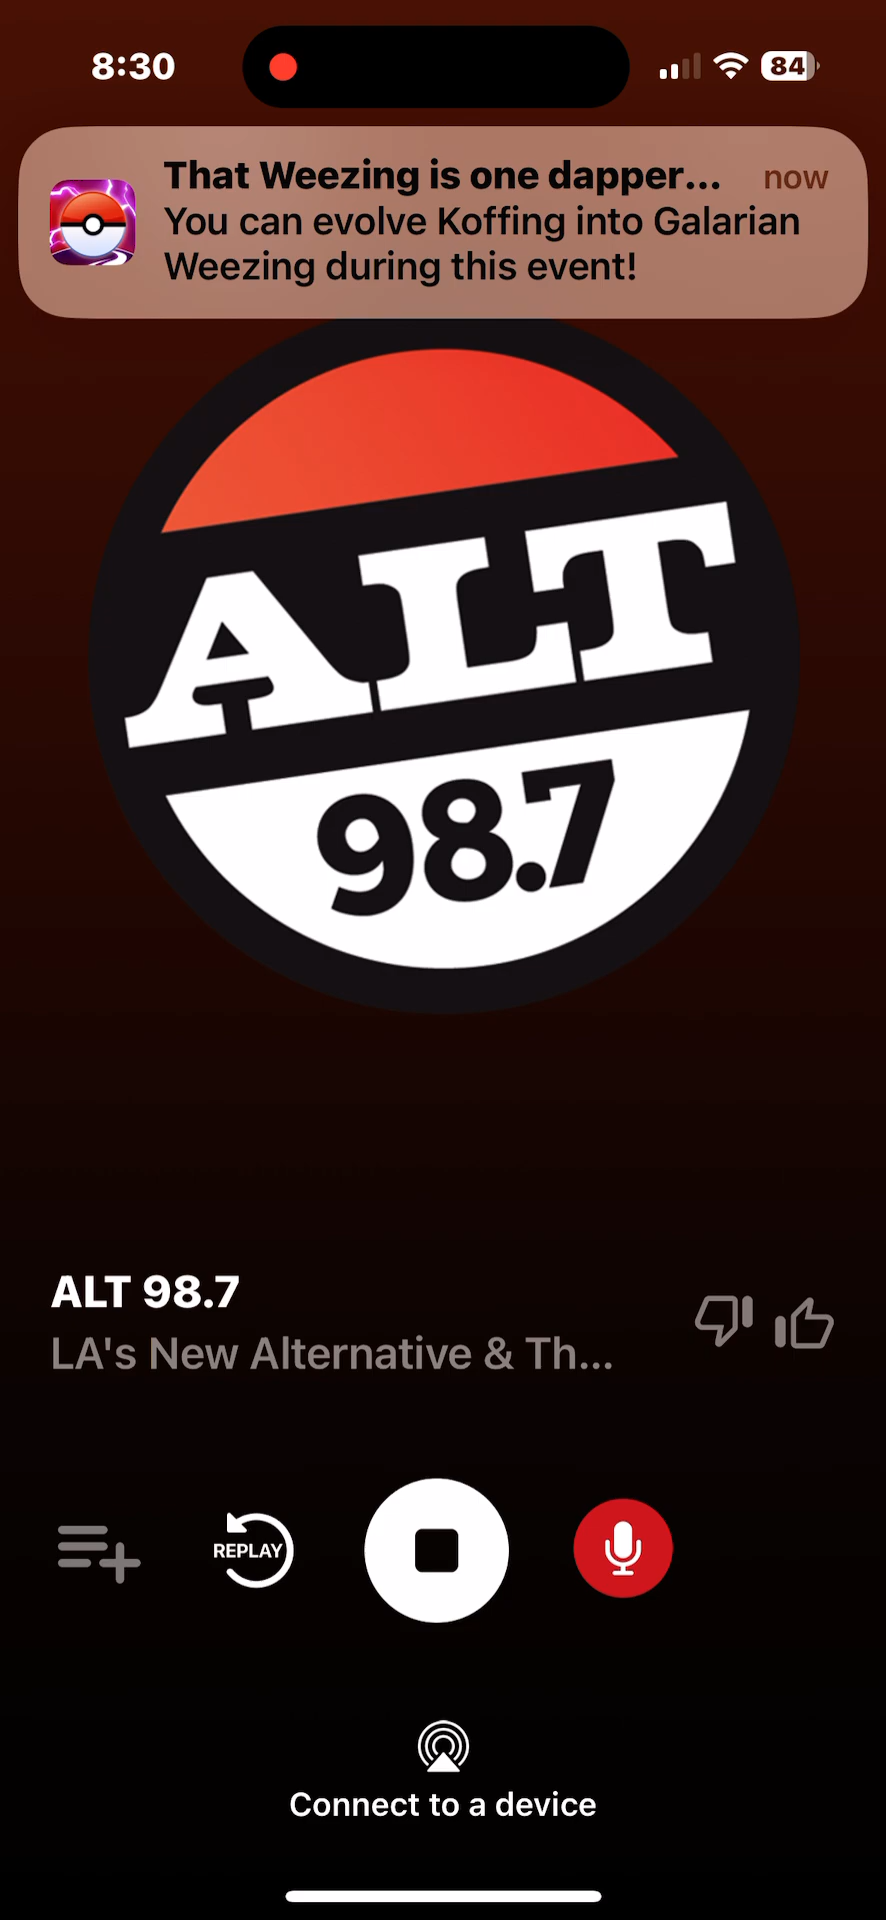 8:30
84
That Weezing is one dapper... now
You can evolve Koffing into Galarian
Weezing during this event!
ALT
98.7
ALT 98.7
LA's New Alternative & Th...
REPLAY
Connect to a device